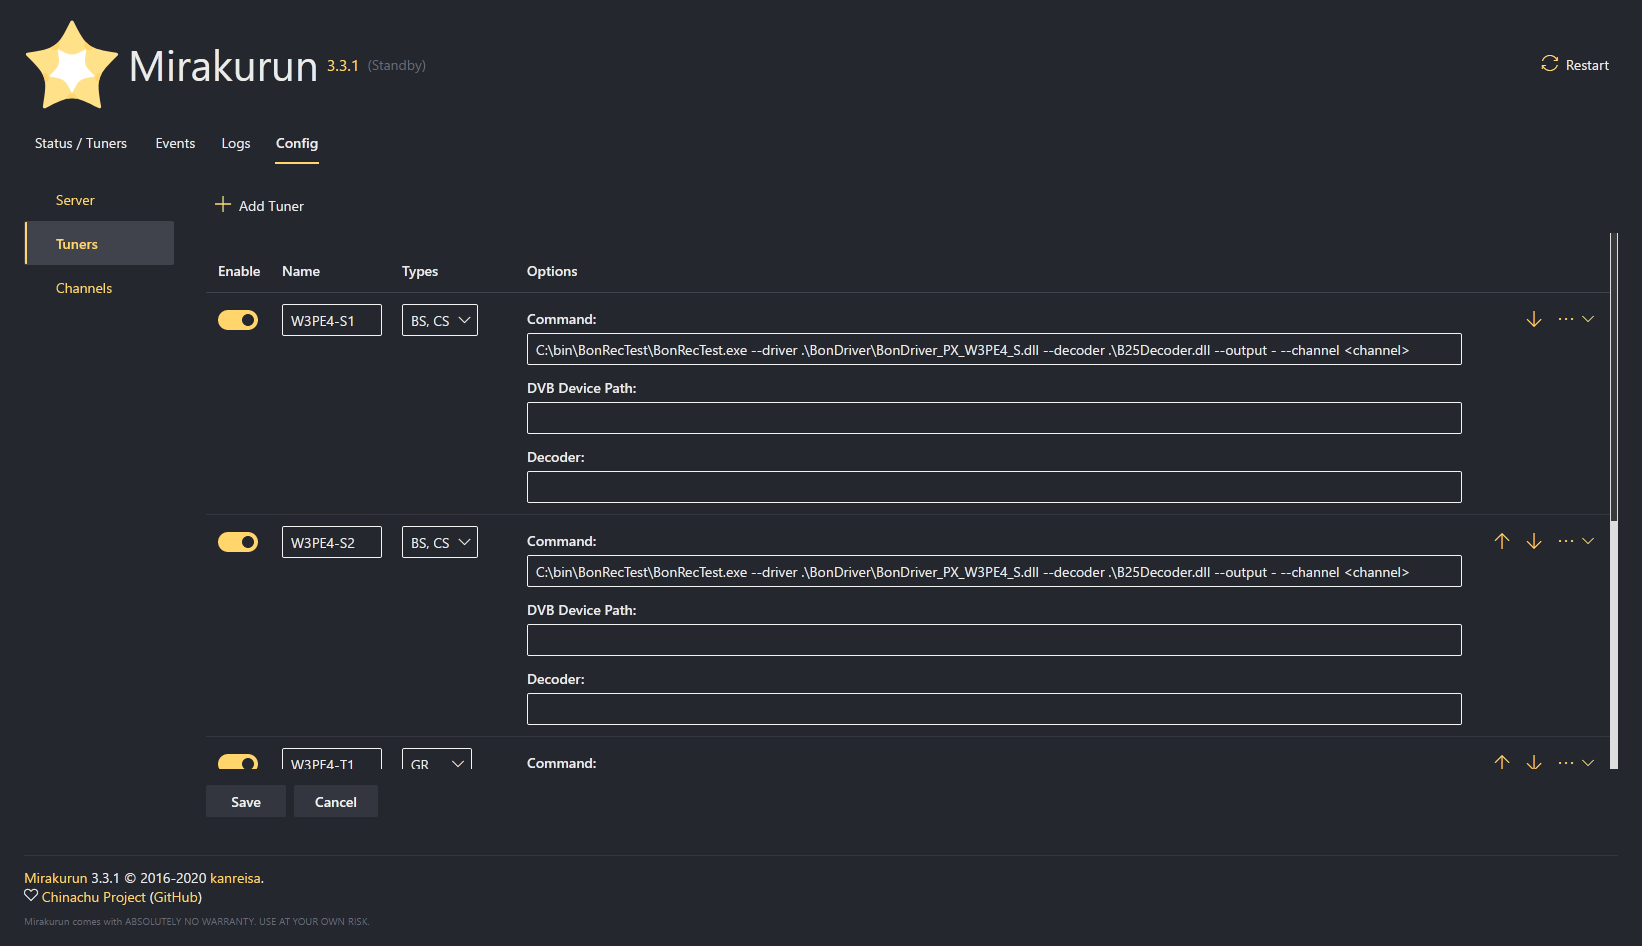 Mirakurun 3.3.1 (Standby)
Restart
Status / Tuners Events Logs Config
Server
Tuners
Channels
Add Tuner
Enable Name Types Options
W3PE4-S1 BS, CS Command:
C:\bin\BonRecTest\BonRecTest.exe --driver .\BonDriver\BonDriver_PX_W3PE4_S.dll --decoder .\B25Decoder.dll --output - --channel <channel>
DVB Device Path:
Decoder:
W3PE4-S2 BS, CS Command:
C:\bin\BonRecTest\BonRecTest.exe --driver .\BonDriver\BonDriver_PX_W3PE4_S.dll --decoder .\B25Decoder.dll --output - --channel <channel>
DVB Device Path:
Decoder:
W3PE4-T1 GR Command:
Save Cancel
Mirakurun 3.3.1 © 2016-2020 kanreisa.
Chinachu Project (GitHub)
Mirakurun comes with ABSOLUTELY NO WARRANTY. USE AT YOUR OWN RISK.